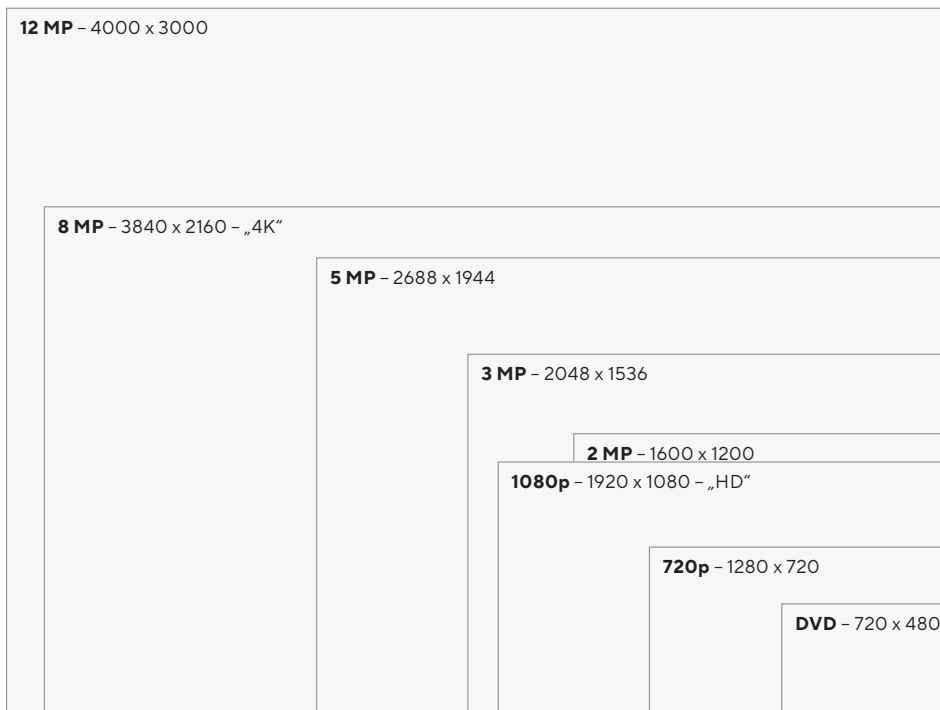 12 MP – 4000 x 3000
8 MP – 3840 x 2160 – „4K“
5 MP – 2688 x 1944
3 MP – 2048 x 1536
2 MP – 1600 x 1200
1080p – 1920 x 1080 – „HD“
720p – 1280 x 720
DVD – 720 x 480